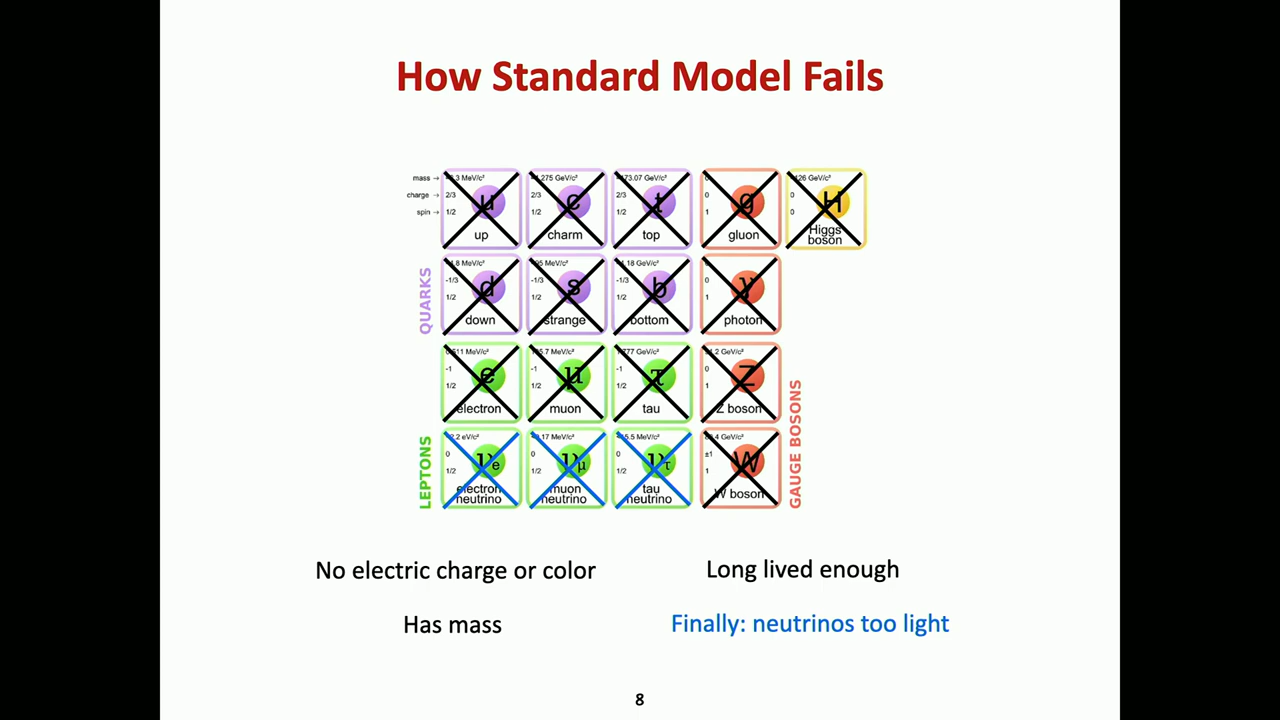 How Standard Model Fails
mass → 3 MeV/c² 275 GeV/c² 173.07 GeV/c² 0 126 GeV/c²
charge → 2/3 2/3 2/3 0 0
spin → 1/2 1/2 1/2 1 0
u c t g H
up charm top gluon Higgs
boson
QUARKS
4.8 MeV/c² 95 MeV/c² 4.18 GeV/c²
-1/3 -1/3 -1/3 0
1/2 1/2 1/2 1
d s b γ
down strange bottom photon
0.511 MeV/c² 105.7 MeV/c² 1.777 GeV/c² 91.2 GeV/c²
-1 -1 -1 0
1/2 1/2 1/2 1
e μ τ Z
electron muon tau Z boson
LEPTONS
2.2 eV/c² 0.17 MeV/c² 15.5 MeV/c² 80.4 GeV/c²
0 0 0 ±1
1/2 1/2 1/2 1
νe νμ ντ W
electron muon tau W boson
neutrino neutrino neutrino
GAUGE BOSONS
No electric charge or color Long lived enough
Has mass Finally: neutrinos too light
8